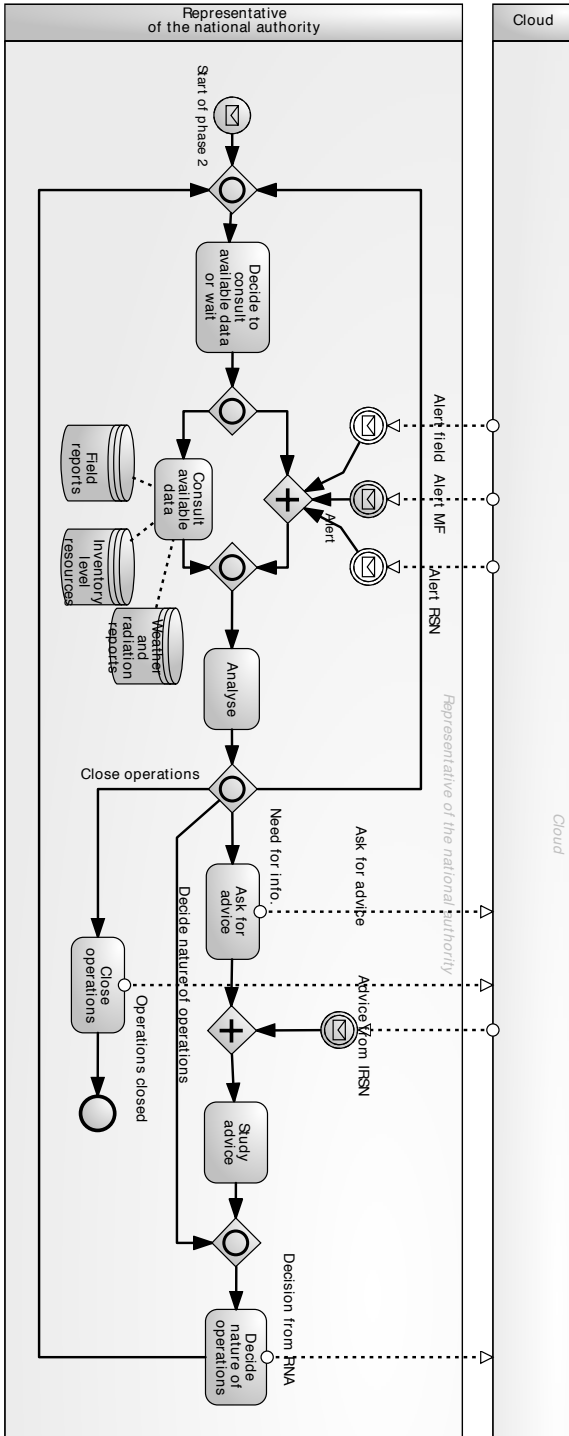 Representative
of the national authority
Cloud
Start of phase 2
Decide to
consult
available data
or wait
Alert field
Alert MF
Alert RSN
Alert
Consult
available
data
Field
reports
Inventory
level
resources
Weather
and
radiation
reports
Analyse
Representative of the national authority
Cloud
Close operations
Need for info.
Decide nature of operations
Ask for
advice
Ask for advice
Close
operations
Operations closed
Advice from IRSN
Study
advice
Decision from RNA
Decide
nature of
operations